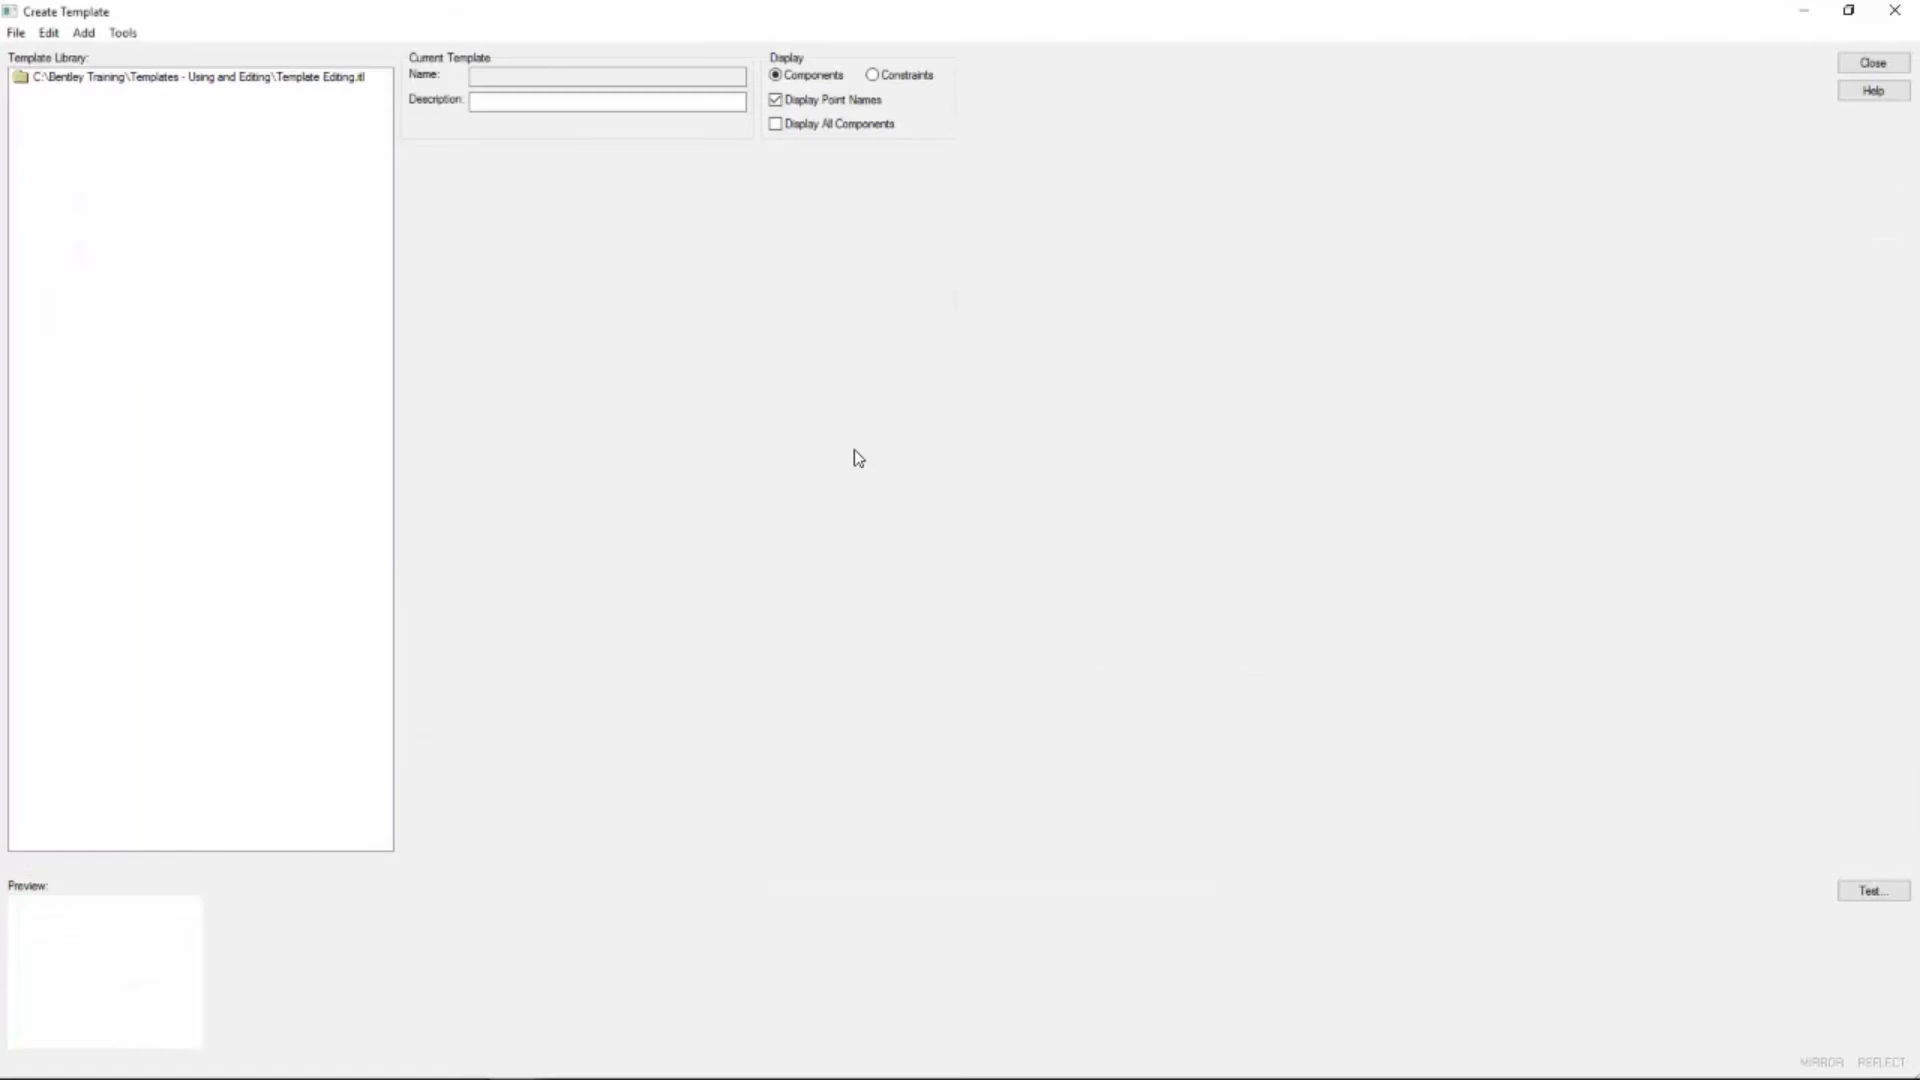 Create Template
File Edit Add Tools
Template Library:
C:\Bentley Training\Templates - Using and Editing\Template Editing.itl
Current Template
Name:
Description:
Display
Components Constraints
Display Point Names
Display All Components
Close
Help
Preview:
Test...
MIRROR REFLECT